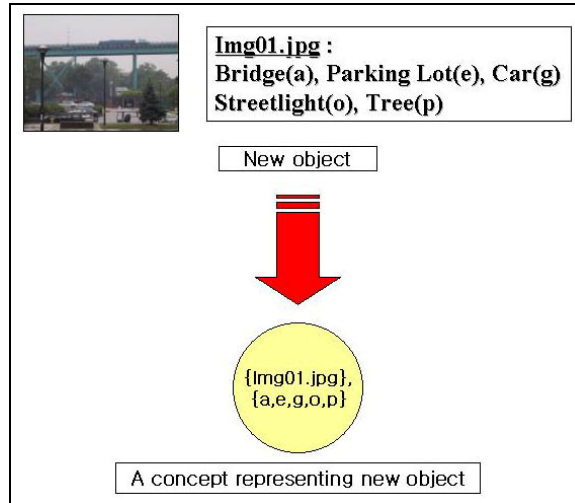 Img01.jpg :
Bridge(a), Parking Lot(e), Car(g)
Streetlight(o), Tree(p)
New object
{Img01.jpg},
{a,e,g,o,p}
A concept representing new object